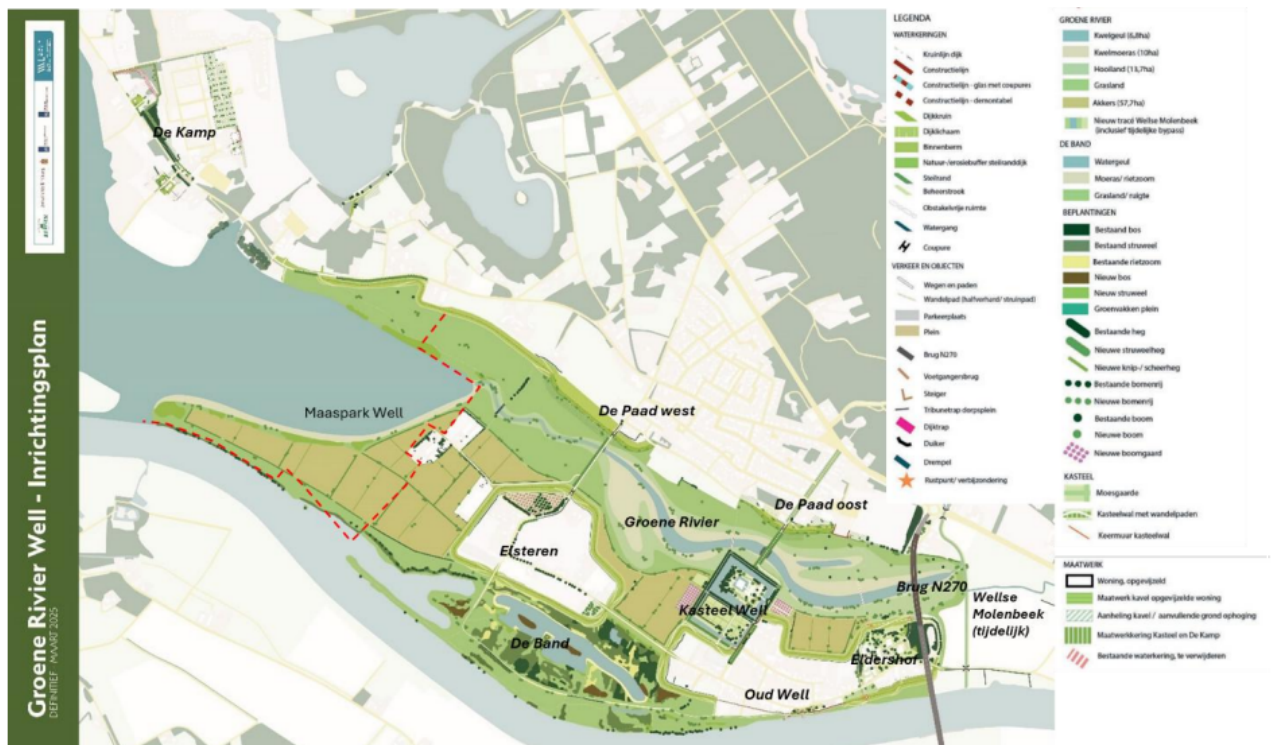 Groene Rivier Well - Inrichtingsplan
DEFINITIEF MAART 2025
De Kamp
Maaspark Well
De Paad west
De Paad oost
Groene Rivier
Elsteren
Kasteel Well
Brug N270
Wellse
Molenbeek
(tijdelijk)
De Band
Eldershof
Oud Well
LEGENDA
WATERKERINGEN
Kruinlijn dijk
Constructielijn
Constructielijn - glas met coupures
Constructielijn - demontabel
Dijkkruin
Dijklichaam
Binnenberm
Natuur-/erosiebuffer steilranddijk
Steilrand
Beheerstrook
Obstakelvrije ruimte
Watergang
Coupure
VERKEER EN OBJECTEN
Wegen en paden
Wandelpad (halfverhard/ struinpad)
Parkeerplaats
Plein
Brug N270
Voetgangersbrug
Steiger
Tribunetrap dorpsplein
Dijktrap
Duiker
Drempel
Rustpunt/ verbijzondering
GROENE RIVIER
Kwelgeul (6,8ha)
Kwelmoeras (10ha)
Hooiland (13,7ha)
Grasland
Akkers (57,7ha)
Nieuw tracé Wellse Molenbeek
(inclusief tijdelijke bypass)
DE BAND
Watergeul
Moeras/ rietzoom
Grasland/ ruigte
BEPLANTINGEN
Bestaand bos
Bestaand struweel
Bestaande rietzoom
Nieuw bos
Nieuw struweel
Groenvakken plein
Bestaande heg
Nieuwe struweelheg
Nieuwe knip-/ scheerheg
Bestaande bomenrij
Nieuwe bomenrij
Bestaande boom
Nieuwe boom
Nieuwe boomgaard
KASTEEL
Moesgaarde
Kasteelwal met wandelpaden
Keermuur kasteelwal
MAATWERK
Woning, opgevijzeld
Maatwerk kavel opgevijzelde woning
Aanheling kavel / aanvullende grond ophoging
Maatwerkkering Kasteel en De Kamp
Bestaande waterkering, te verwijderen